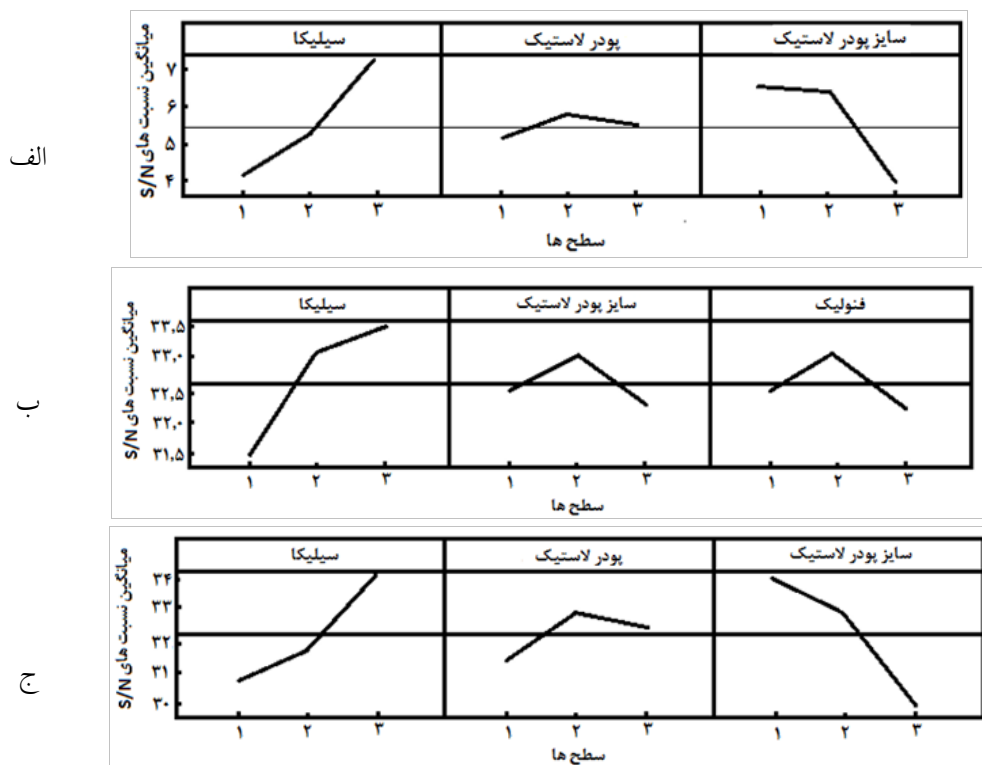 الف
سیلیکا
پودر لاستیک
سایز پودر لاستیک
میانگین نسبت های S/N
۷
۶
۵
۴
۱ ۲ ۳ ۱ ۲ ۳ ۱ ۲ ۳
سطح ها
ب
سیلیکا
سایز پودر لاستیک
فنولیک
میانگین نسبت های S/N
۳۳,۵
۳۳,۰
۳۲,۵
۳۲,۰
۳۱,۵
۱ ۲ ۳ ۱ ۲ ۳ ۱ ۲ ۳
سطح ها
ج
سیلیکا
پودر لاستیک
سایز پودر لاستیک
میانگین نسبت های S/N
۳۴
۳۳
۳۲
۳۱
۳۰
۱ ۲ ۳ ۱ ۲ ۳ ۱ ۲ ۳
سطح ها